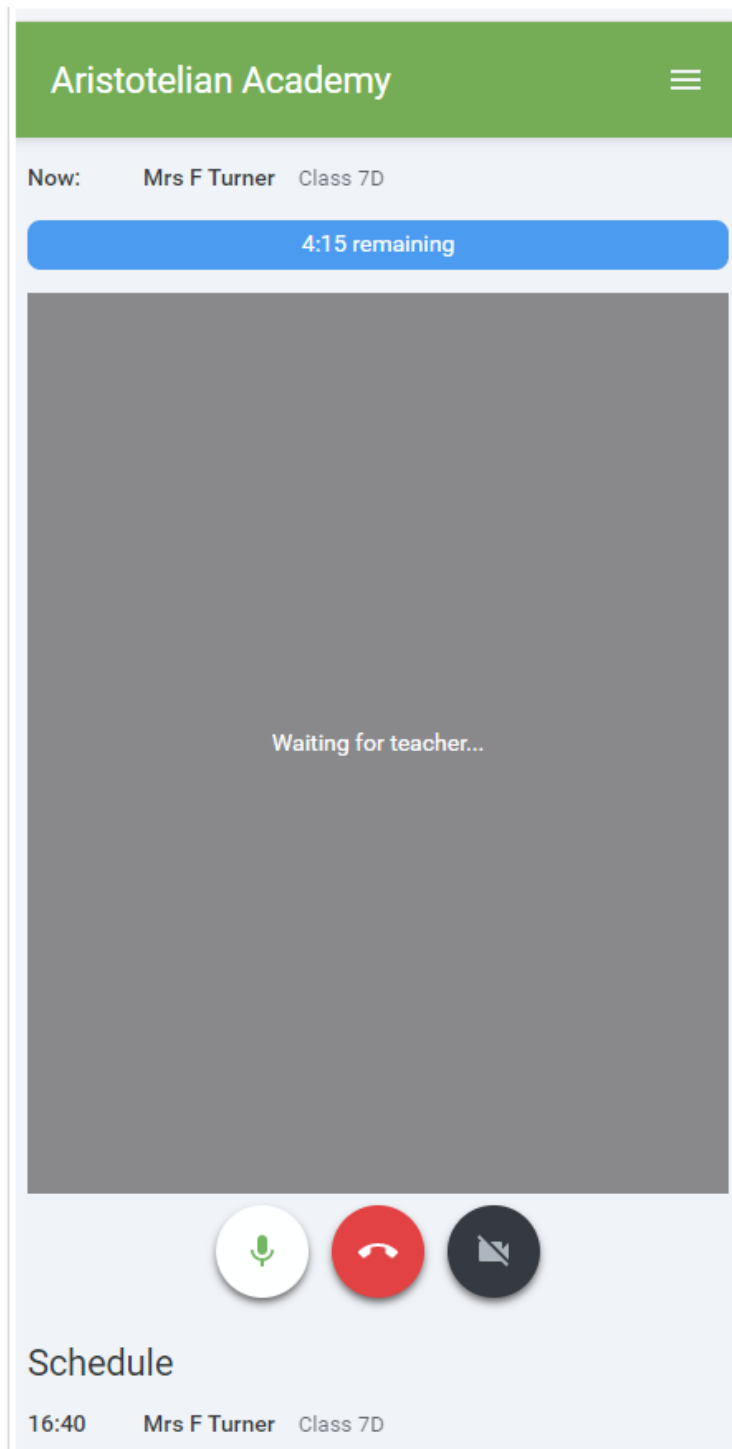 Aristotelian Academy
Now: Mrs F Turner Class 7D
4:15 remaining
Waiting for teacher...
Schedule
16:40 Mrs F Turner Class 7D